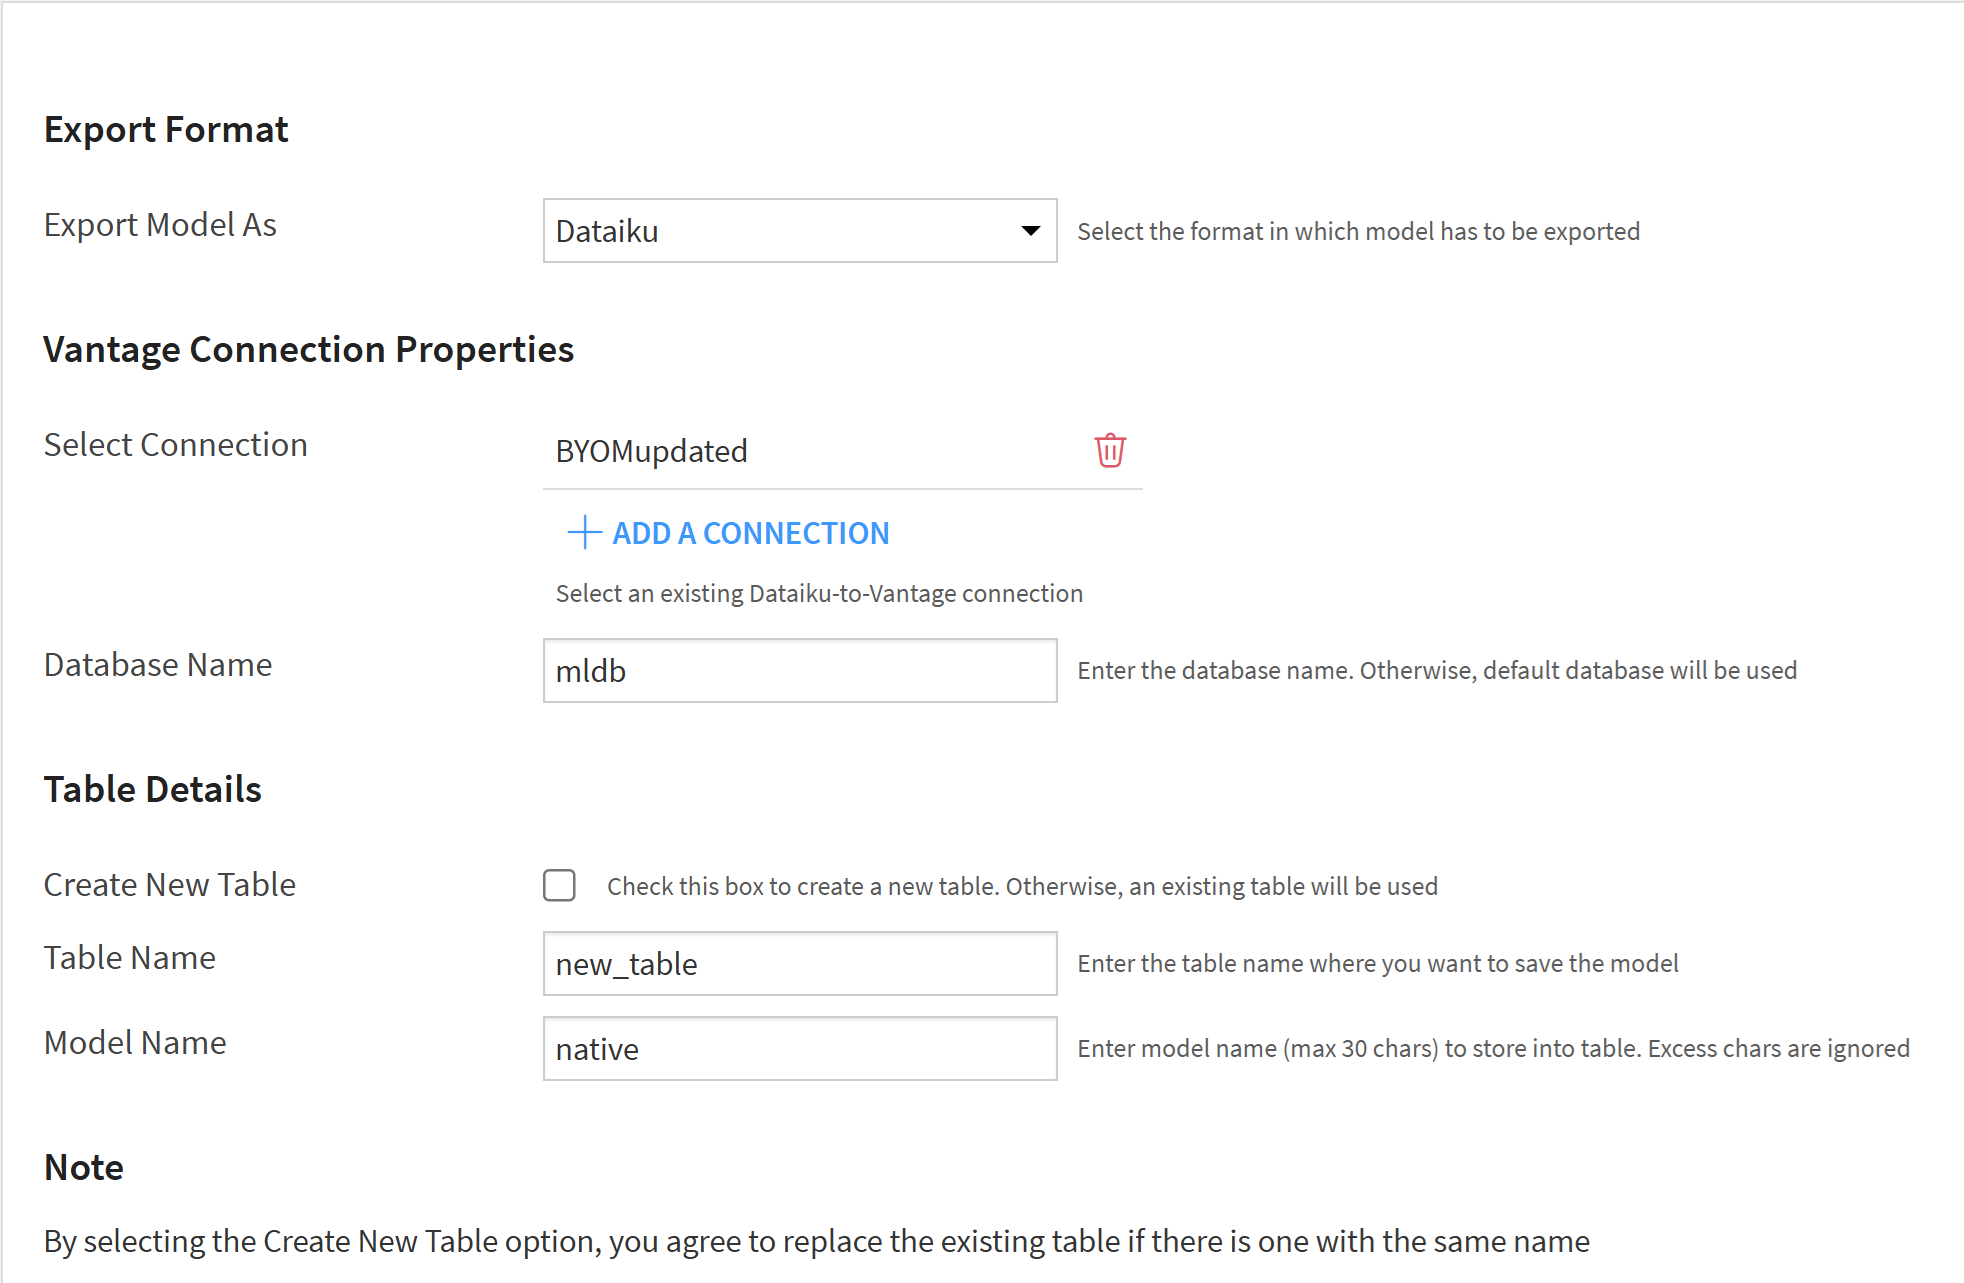 Export Format
Export Model As
Dataiku
Select the format in which model has to be exported
Vantage Connection Properties
Select Connection
BYOMupdated
ADD A CONNECTION
Select an existing Dataiku-to-Vantage connection
Database Name
mldb
Enter the database name. Otherwise, default database will be used
Table Details
Create New Table
Check this box to create a new table. Otherwise, an existing table will be used
Table Name
new_table
Enter the table name where you want to save the model
Model Name
native
Enter model name (max 30 chars) to store into table. Excess chars are ignored
Note
By selecting the Create New Table option, you agree to replace the existing table if there is one with the same name